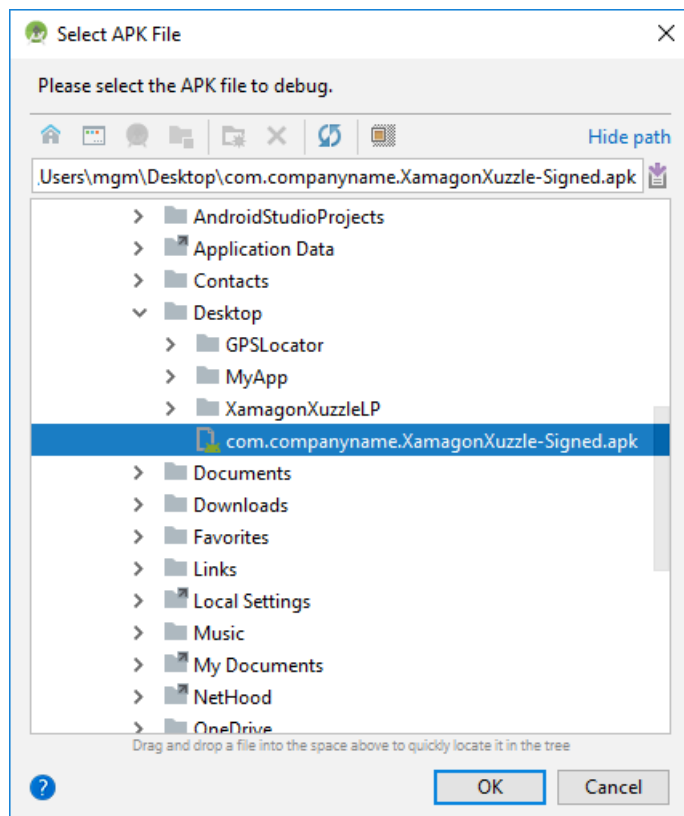 Select APK File
Please select the APK file to debug.
Hide path
Users\mgm\Desktop\com.companyname.XamagonXuzzle-Signed.apk
AndroidStudioProjects
Application Data
Contacts
Desktop
GPSLocator
MyApp
XamagonXuzzleLP
com.companyname.XamagonXuzzle-Signed.apk
Documents
Downloads
Favorites
Links
Local Settings
Music
My Documents
NetHood
OneDrive
Drag and drop a file into the space above to quickly locate it in the tree
?
OK
Cancel